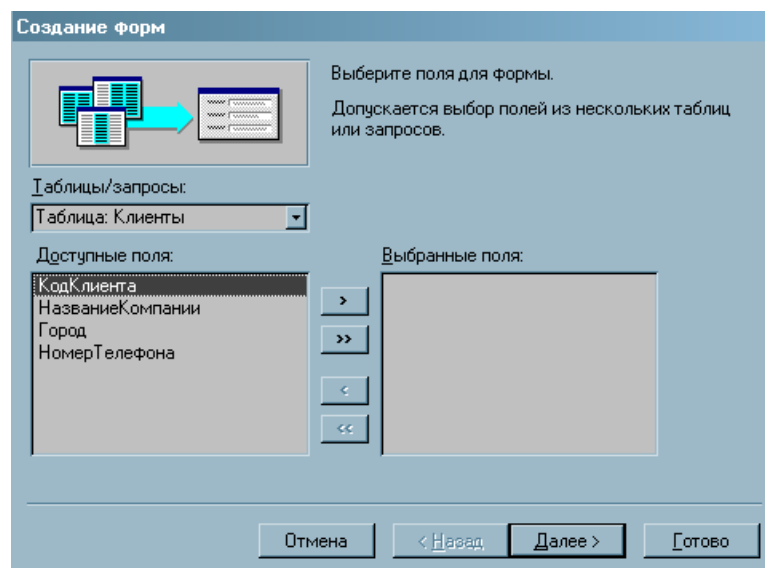 Создание форм
Выберите поля для формы.
Допускается выбор полей из нескольких таблиц
или запросов.
Таблицы/запросы:
Таблица: Клиенты
Доступные поля:
Выбранные поля:
КодКлиента
НазваниеКомпании
Город
НомерТелефона
>
>>
<
<<
Отмена
< Назад
Далее >
Готово